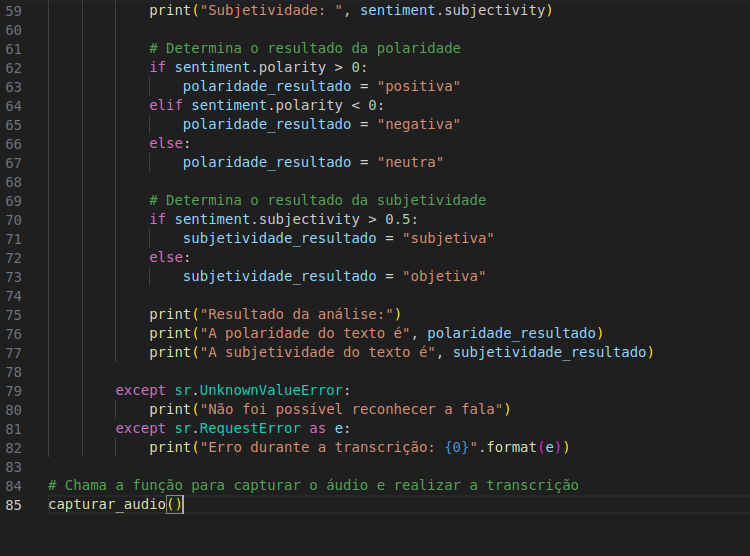 59 print("Subjetividade: ", sentiment.subjectivity)
60
61 # Determina o resultado da polaridade
62 if sentiment.polarity > 0:
63 polaridade_resultado = "positiva"
64 elif sentiment.polarity < 0:
65 polaridade_resultado = "negativa"
66 else:
67 polaridade_resultado = "neutra"
68
69 # Determina o resultado da subjetividade
70 if sentiment.subjectivity > 0.5:
71 subjetividade_resultado = "subjetiva"
72 else:
73 subjetividade_resultado = "objetiva"
74
75 print("Resultado da análise:")
76 print("A polaridade do texto é", polaridade_resultado)
77 print("A subjetividade do texto é", subjetividade_resultado)
78
79 except sr.UnknownValueError:
80 print("Não foi possível reconhecer a fala")
81 except sr.RequestError as e:
82 print("Erro durante a transcrição: {0}".format(e))
83
84 # Chama a função para capturar o áudio e realizar a transcrição
85 capturar_audio()